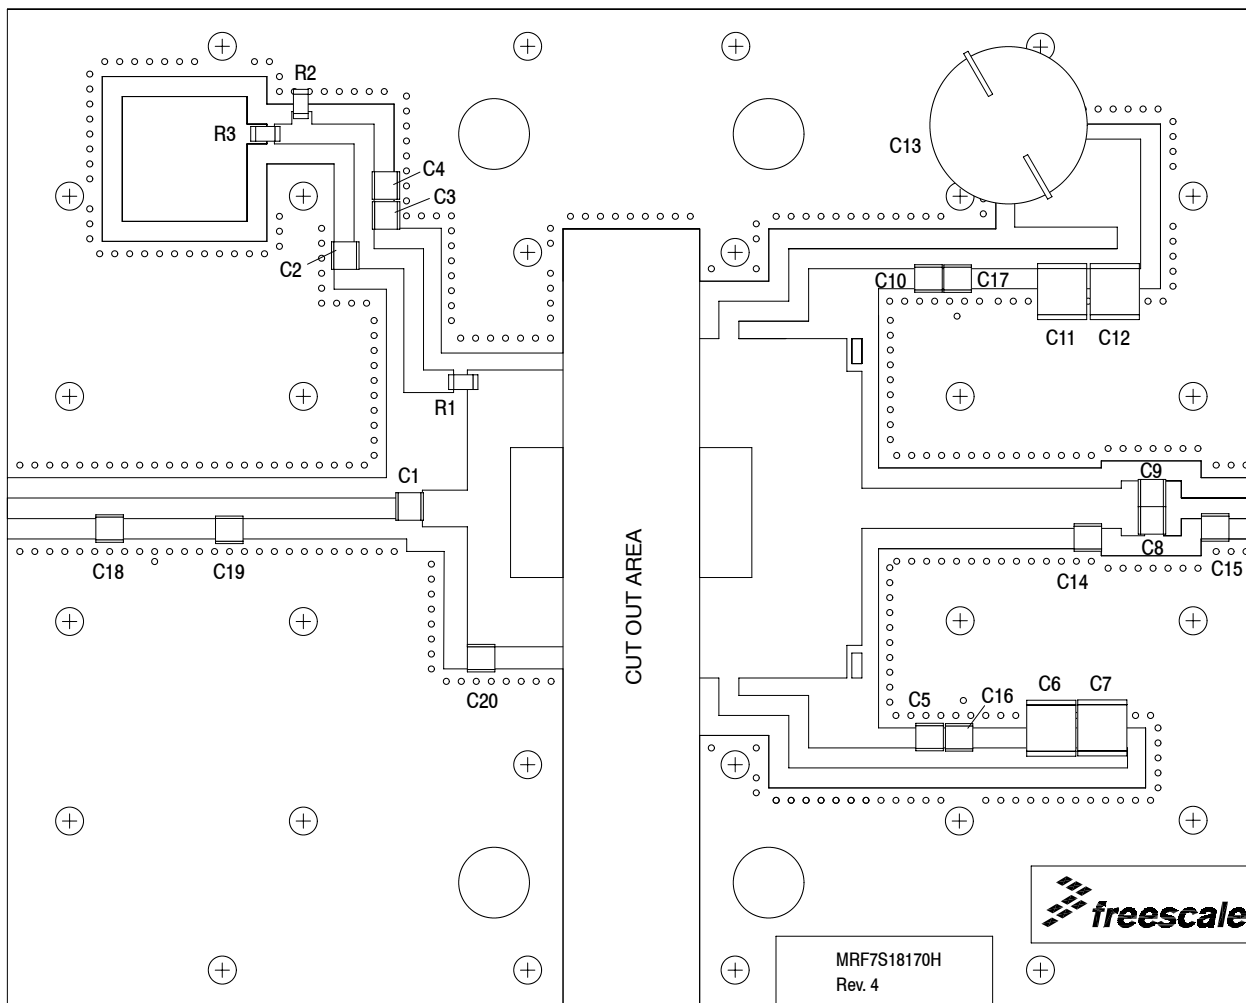 R2
R3
C4
C3
C13
C2
C10
C17
C11
C12
R1
C1
C9
C8
C18
C19
C14
C15
CUT OUT AREA
C20
C5
C16
C6
C7
freescale
MRF7S18170H
Rev. 4